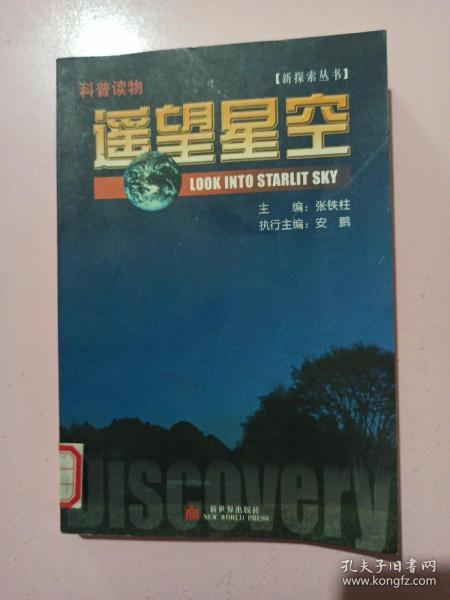 【新探索丛书】
科普读物
遥望星空
LOOK INTO STARLIT SKY
主 编：张铁柱
执行主编：安 鹏
Discovery
新世界出版社
NEW WORLD PRESS
孔夫子旧书网
www.kongfz.com